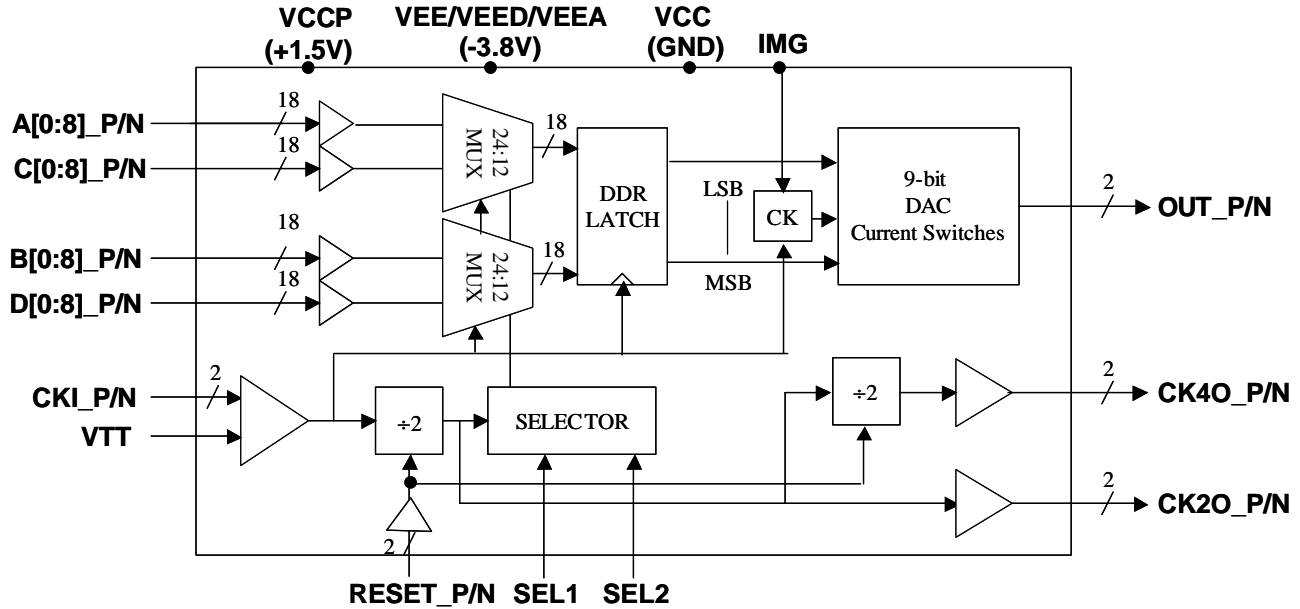 VCCP
(+1.5V)
VEE/VEED/VEEA
(-3.8V)
VCC
(GND)
IMG
A[0:8]_P/N
18
C[0:8]_P/N
18
24:12
MUX
18
B[0:8]_P/N
18
D[0:8]_P/N
18
24:12
MUX
18
DDR
LATCH
LSB
MSB
CK
9-bit
DAC
Current Switches
2
OUT_P/N
CKI_P/N
2
VTT
÷2
SELECTOR
÷2
2
CK4O_P/N
2
CK2O_P/N
2
RESET_P/N
SEL1
SEL2